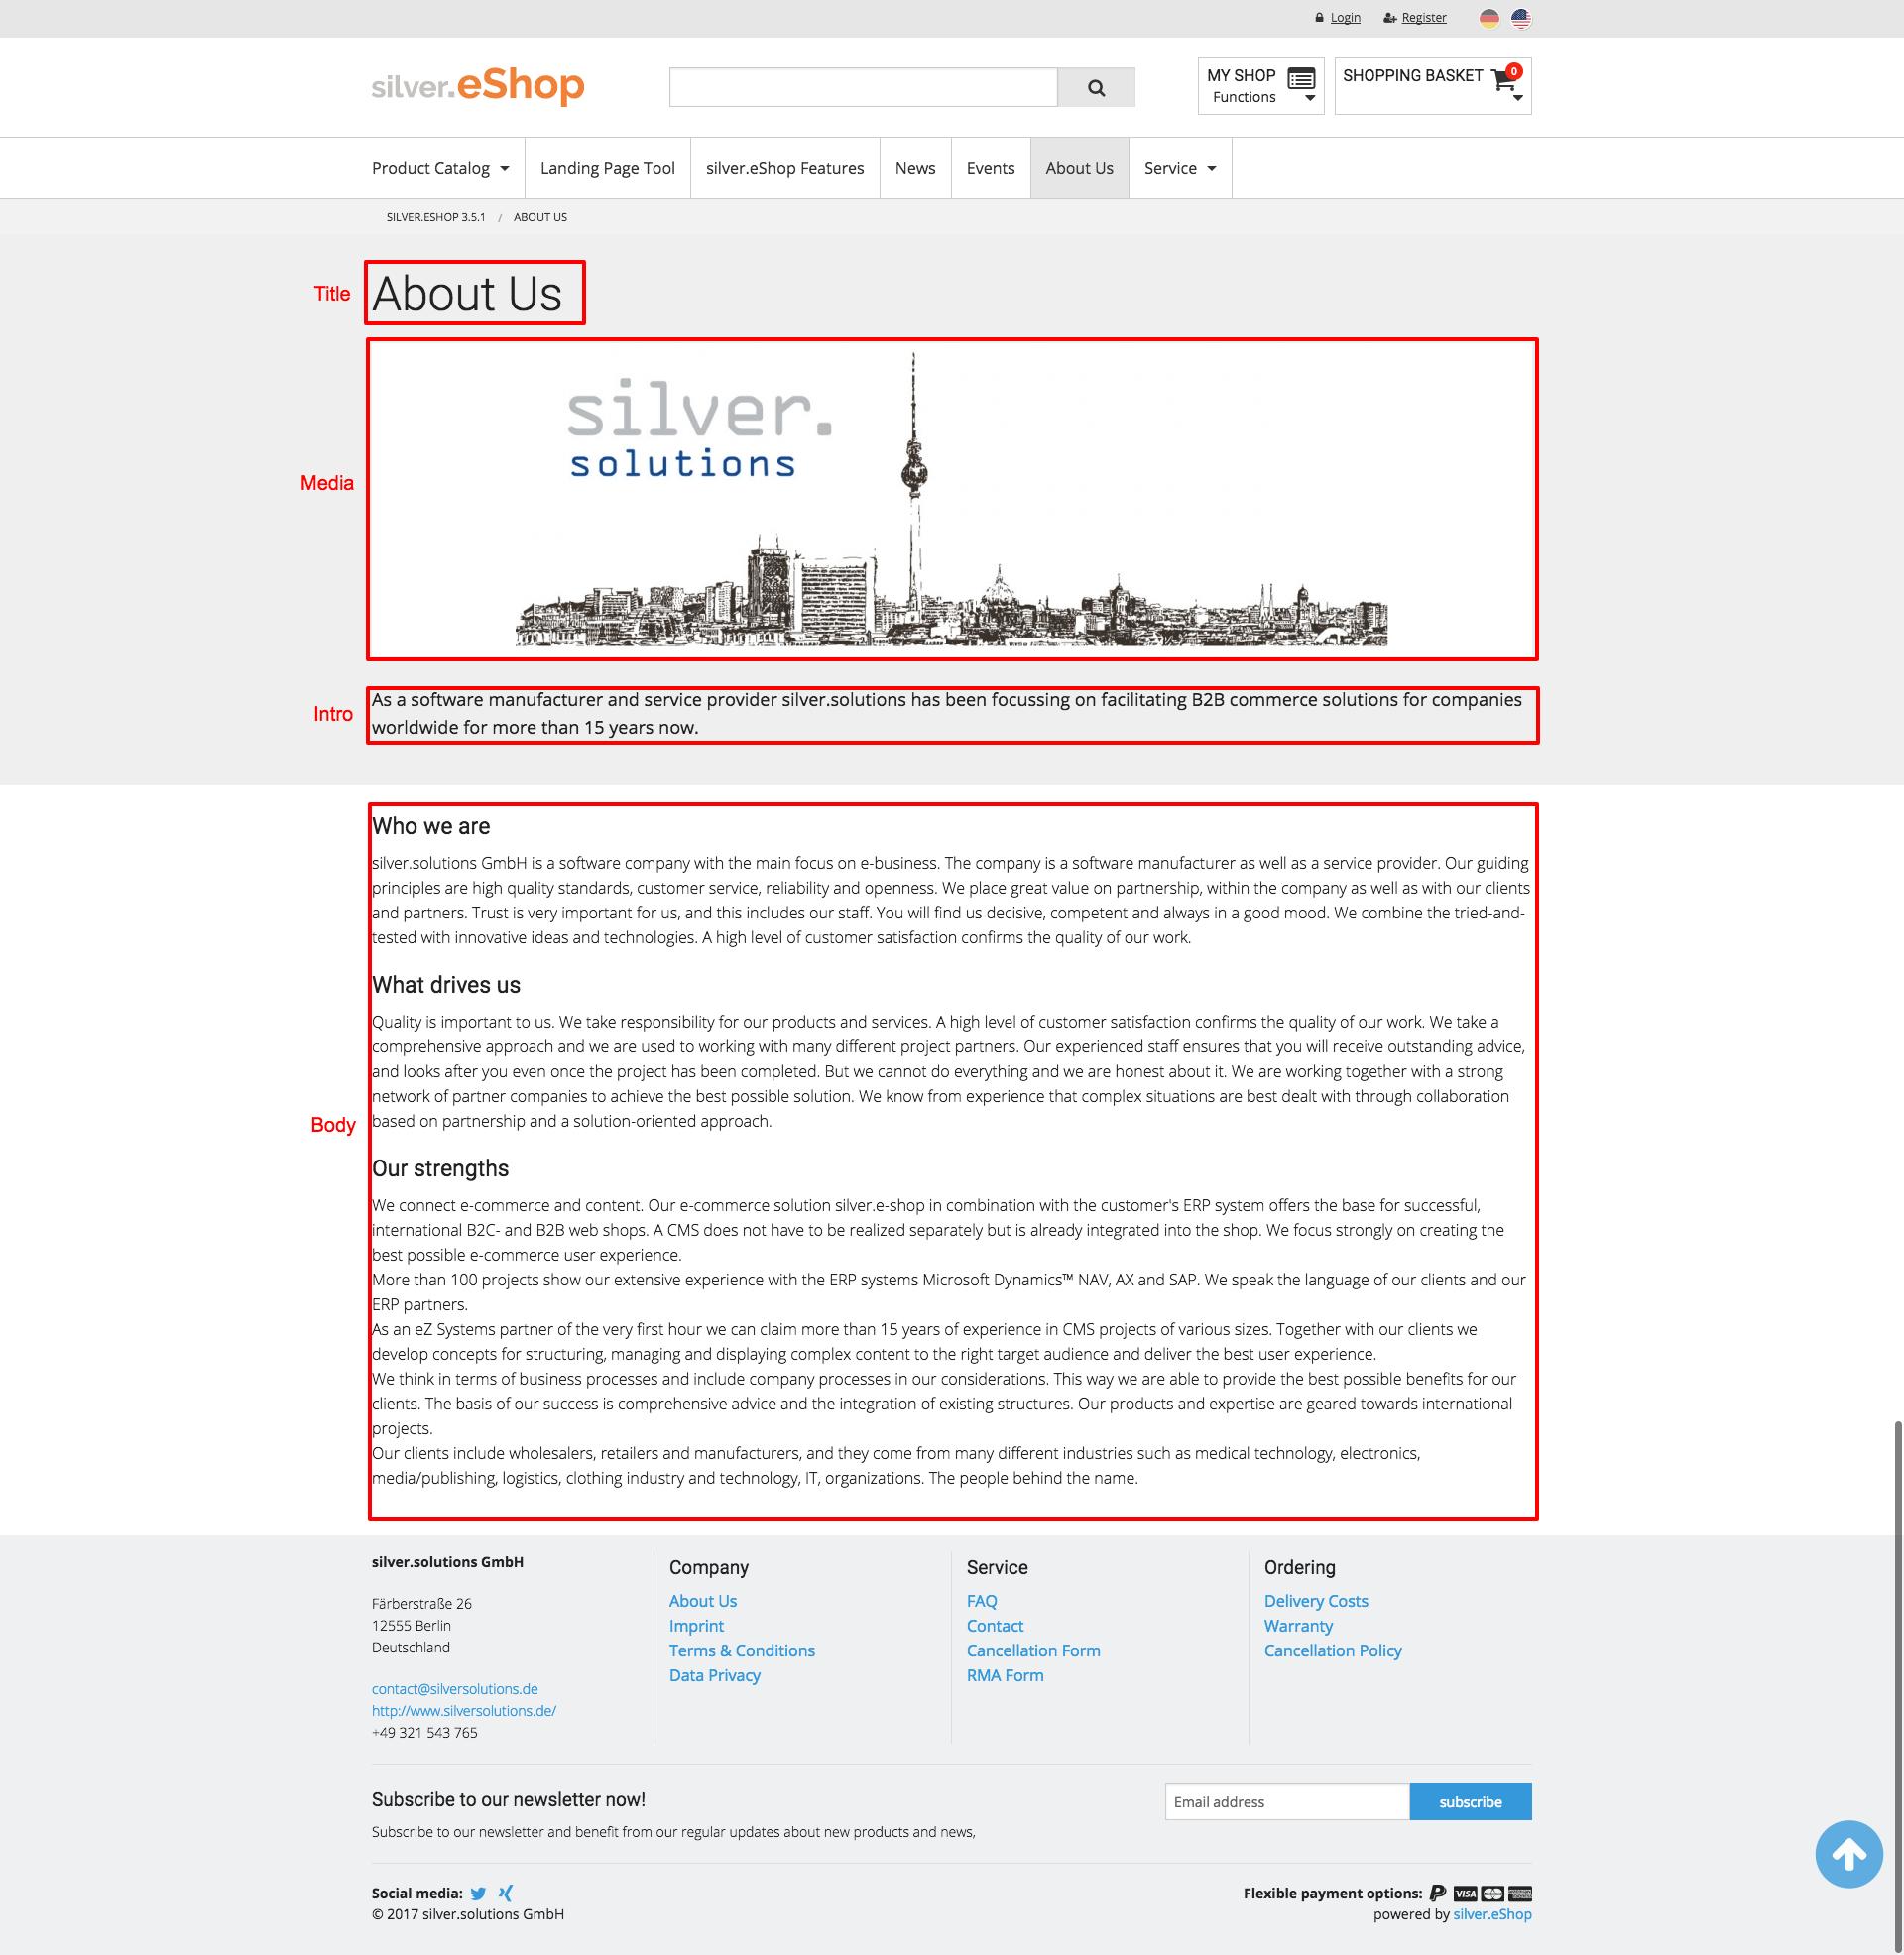 Login Register
silver.eShop
MY SHOP
Functions
SHOPPING BASKET 0
Product Catalog Landing Page Tool silver.eShop Features News Events About Us Service
SILVER.ESHOP 3.5.1 / ABOUT US
Title
About Us
Media
silver.
solutions
Intro
As a software manufacturer and service provider silver.solutions has been focussing on facilitating B2B commerce solutions for companies
worldwide for more than 15 years now.
Body
Who we are
silver.solutions GmbH is a software company with the main focus on e-business. The company is a software manufacturer as well as a service provider. Our guiding
principles are high quality standards, customer service, reliability and openness. We place great value on partnership, within the company as well as with our clients
and partners. Trust is very important for us, and this includes our staff. You will find us decisive, competent and always in a good mood. We combine the tried-and-
tested with innovative ideas and technologies. A high level of customer satisfaction confirms the quality of our work.
What drives us
Quality is important to us. We take responsibility for our products and services. A high level of customer satisfaction confirms the quality of our work. We take a
comprehensive approach and we are used to working with many different project partners. Our experienced staff ensures that you will receive outstanding advice,
and looks after you even once the project has been completed. But we cannot do everything and we are honest about it. We are working together with a strong
network of partner companies to achieve the best possible solution. We know from experience that complex situations are best dealt with through collaboration
based on partnership and a solution-oriented approach.
Our strengths
We connect e-commerce and content. Our e-commerce solution silver.e-shop in combination with the customer's ERP system offers the base for successful,
international B2C- and B2B web shops. A CMS does not have to be realized separately but is already integrated into the shop. We focus strongly on creating the
best possible e-commerce user experience.
More than 100 projects show our extensive experience with the ERP systems Microsoft Dynamics™ NAV, AX and SAP. We speak the language of our clients and our
ERP partners.
As an eZ Systems partner of the very first hour we can claim more than 15 years of experience in CMS projects of various sizes. Together with our clients we
develop concepts for structuring, managing and displaying complex content to the right target audience and deliver the best user experience.
We think in terms of business processes and include company processes in our considerations. This way we are able to provide the best possible benefits for our
clients. The basis of our success is comprehensive advice and the integration of existing structures. Our products and expertise are geared towards international
projects.
Our clients include wholesalers, retailers and manufacturers, and they come from many different industries such as medical technology, electronics,
media/publishing, logistics, clothing industry and technology, IT, organizations. The people behind the name.
silver.solutions GmbH
Färberstraße 26
12555 Berlin
Deutschland
contact@silversolutions.de
http://www.silversolutions.de/
+49 321 543 765
Company
About Us
Imprint
Terms & Conditions
Data Privacy
Service
FAQ
Contact
Cancellation Form
RMA Form
Ordering
Delivery Costs
Warranty
Cancellation Policy
Subscribe to our newsletter now!
Subscribe to our newsletter and benefit from our regular updates about new products and news,
Email address subscribe
Social media:
© 2017 silver.solutions GmbH
Flexible payment options: VISA
powered by silver.eShop